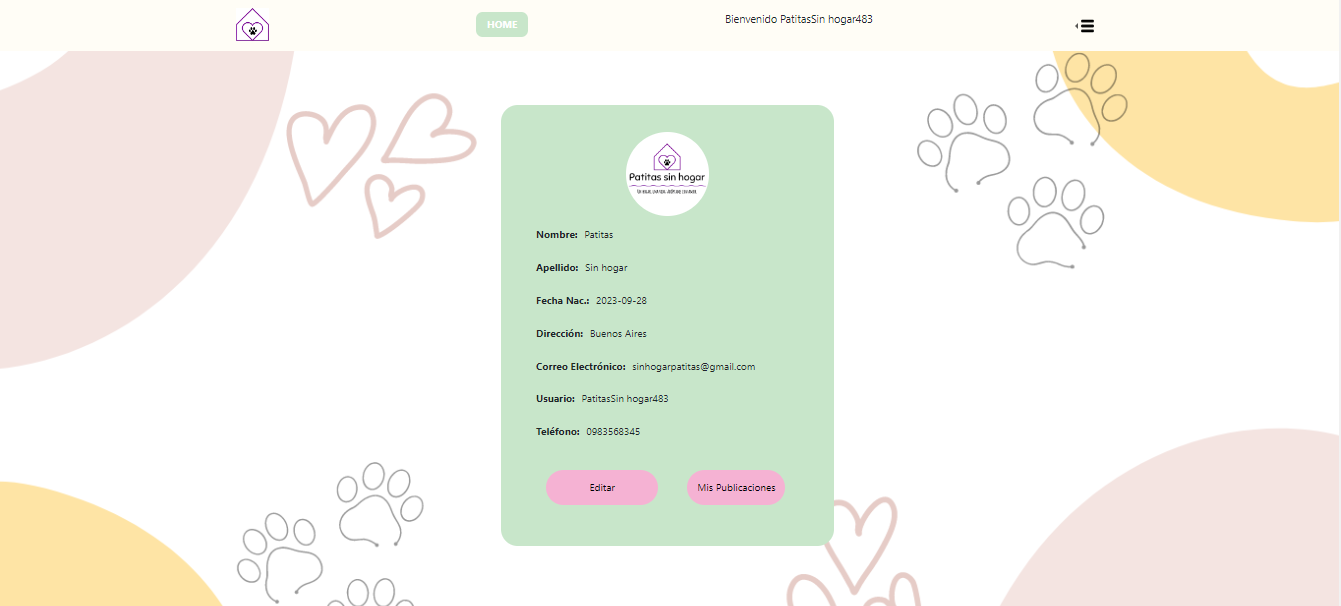 HOME
Bienvenido PatitasSin hogar483
Patitas sin hogar
Nombre: Patitas
Apellido: Sin hogar
Fecha Nac.: 2023-09-28
Dirección: Buenos Aires
Correo Electrónico: sinhogarpatitas@gmail.com
Usuario: PatitasSin hogar483
Teléfono: 0983568345
Editar
Mis Publicaciones